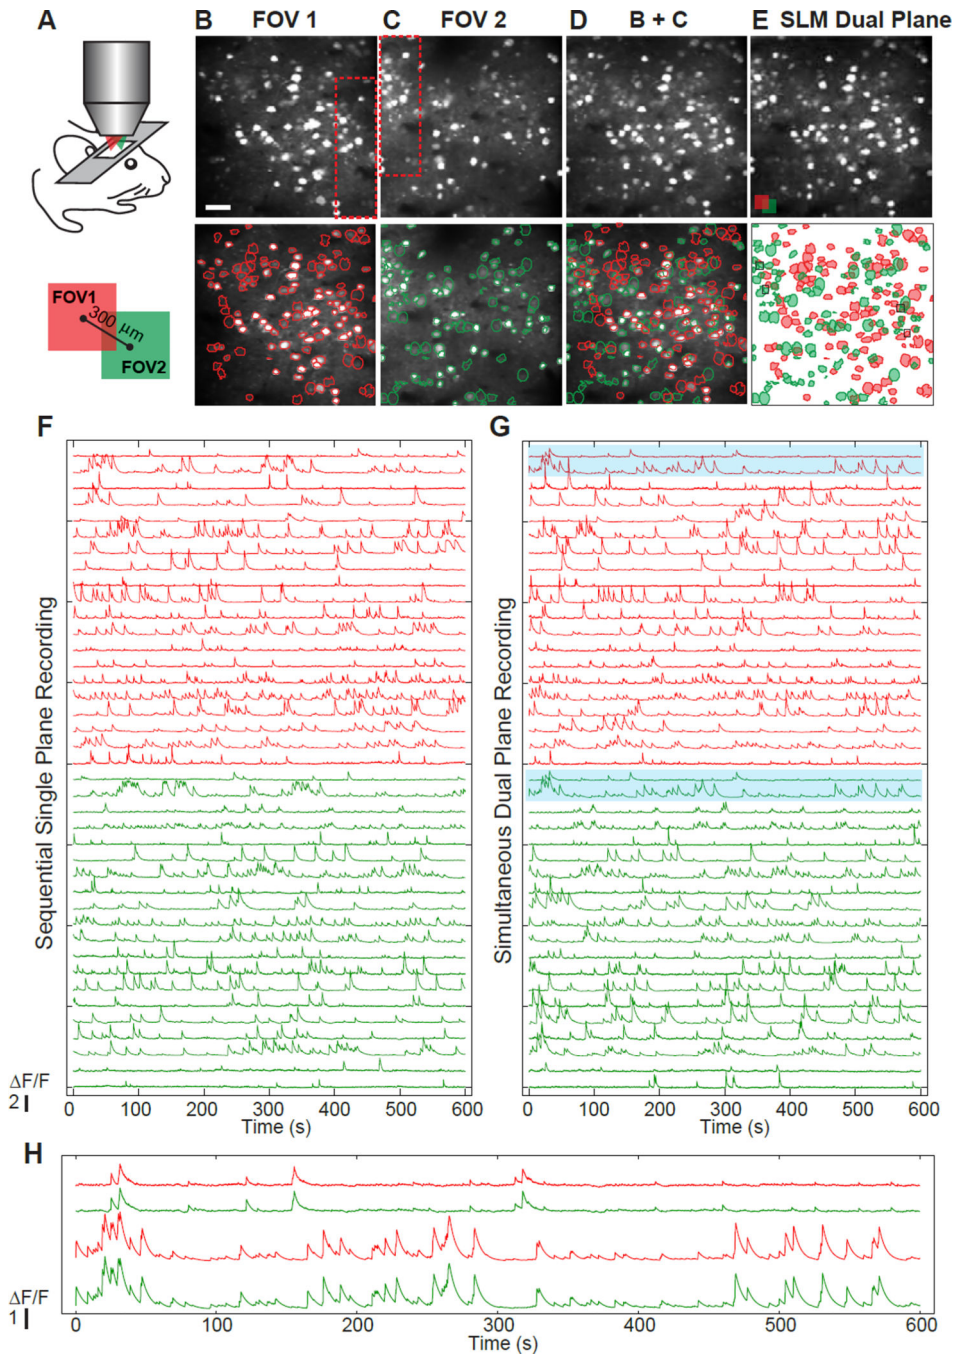 A
B FOV 1
C FOV 2
D B + C
E SLM Dual Plane
FOV1
300 μm
FOV2
F
G
Sequential Single Plane Recording
Simultaneous Dual Plane Recording
ΔF/F
2
0 100 200 300 400 500 600
Time (s)
0 100 200 300 400 500 600
Time (s)
H
ΔF/F
1
0 100 200 300 400 500 600
Time (s)